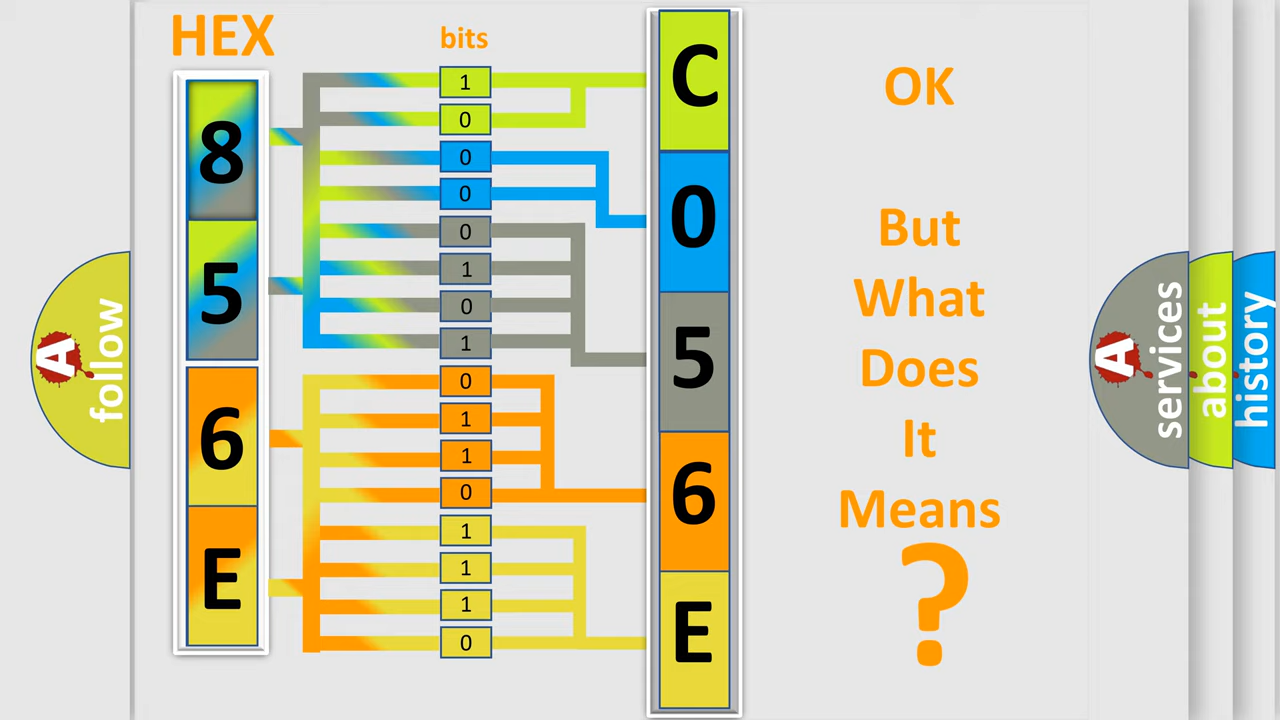 HEX
bits
8
5
6
E
1
0
0
0
0
1
0
1
0
1
1
0
1
1
1
0
C
0
5
6
E
OK
But
What
Does
It
Means
?
A
follow
A
services
about
history